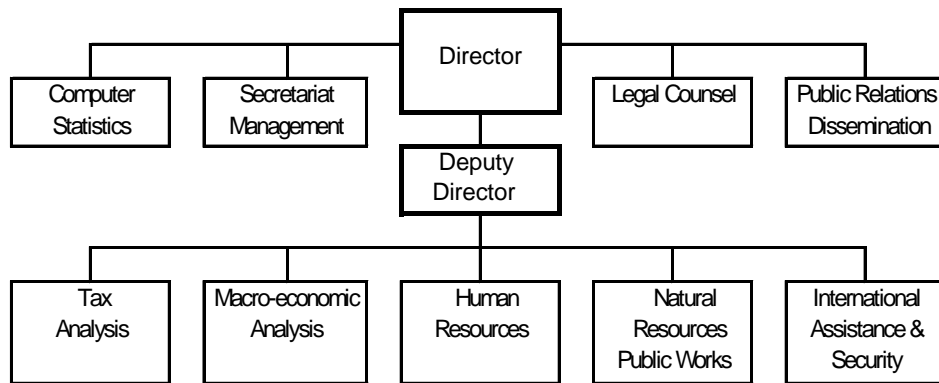 Director
Computer
Statistics
Secretariat
Management
Legal Counsel
Public Relations
Dissemination
Deputy
Director
Tax
Analysis
Macro-economic
Analysis
Human
Resources
Natural
Resources
Public Works
International
Assistance &
Security